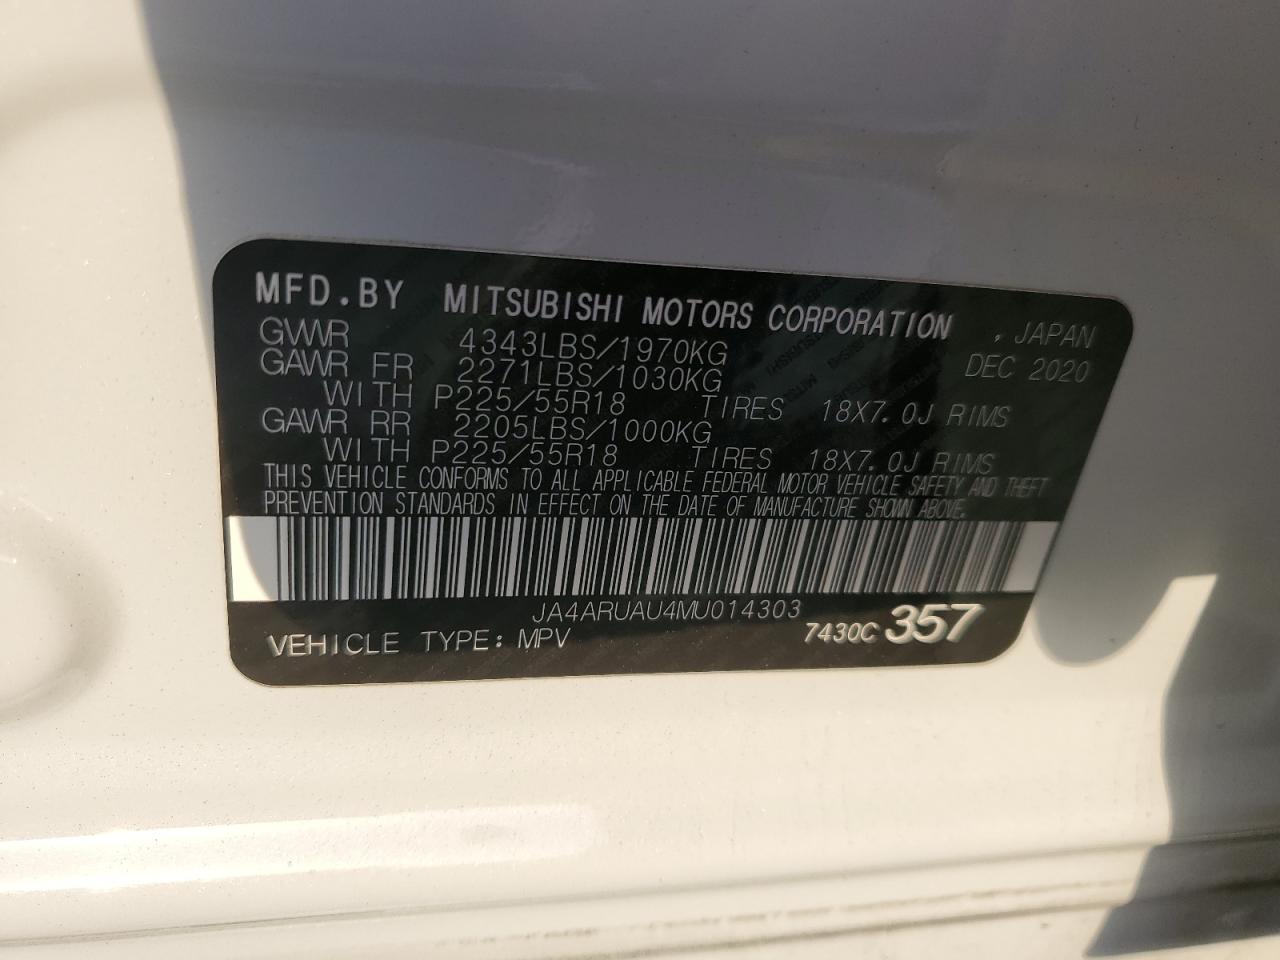 MFD.BY MITSUBISHI MOTORS CORPORATION , JAPAN
GVWR 4343LBS/1970KG DEC 2020
GAWR FR 2271LBS/1030KG
WITH P225/55R18 TIRES 18X7.0J RIMS
GAWR RR 2205LBS/1000KG
WITH P225/55R18 TIRES 18X7.0J RIMS
THIS VEHICLE CONFORMS TO ALL APPLICABLE FEDERAL MOTOR VEHICLE SAFETY AND THEFT
PREVENTION STANDARDS IN EFFECT ON THE DATE OF MANUFACTURE SHOWN ABOVE.
JA4ARUAU4MU014303
VEHICLE TYPE: MPV 7430C 357